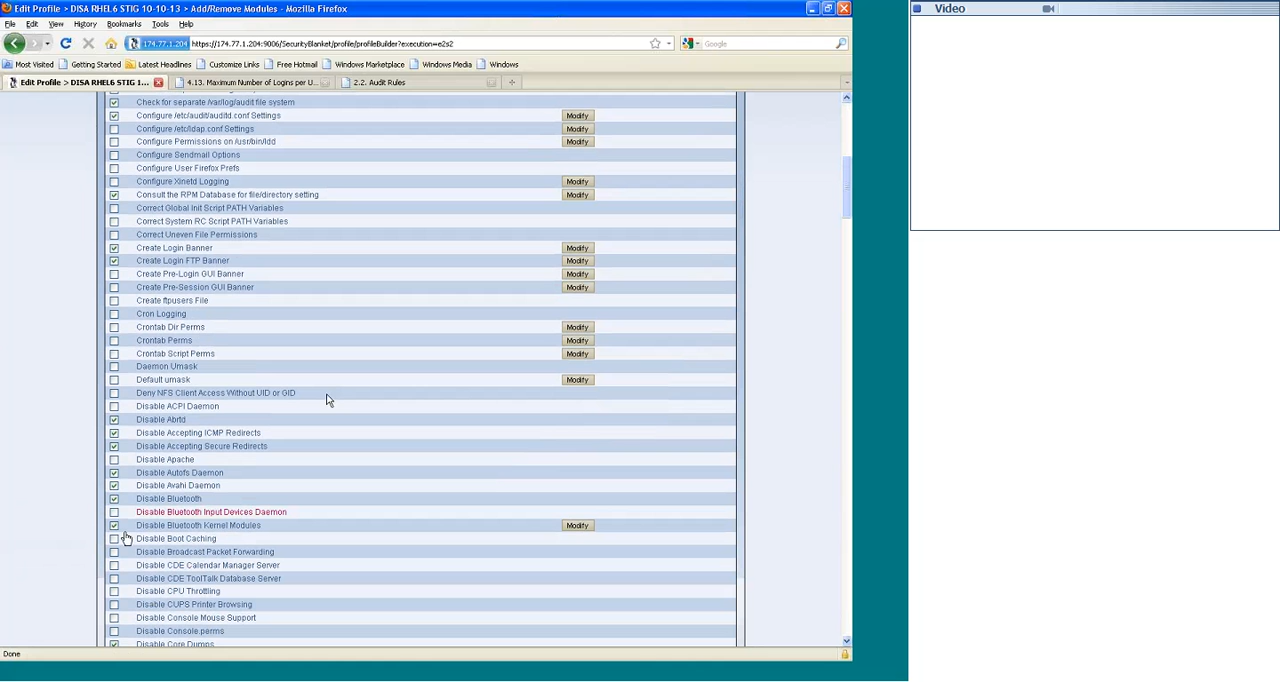 Edit Profile > DISA RHEL6 STIG 10-10-13 > Add/Remove Modules - Mozilla Firefox
Video
File Edit View History Bookmarks Tools Help
174.77.1.204 https://174.77.1.204:9006/SecurityBlanket/profile/profileBuilder?execution=e2s2
Google
Most Visited Getting Started Latest Headlines Customize Links Free Hotmail Windows Marketplace Windows Media Windows
Edit Profile > DISA RHEL6 STIG 1... 4.13. Maximum Number of Logins per U... 2.2. Audit Rules
Check for separate /var/log/audit file system
Configure /etc/audit/auditd.conf Settings Modify
Configure /etc/ldap.conf Settings Modify
Configure Permissions on /usr/bin/ldd Modify
Configure Sendmail Options
Configure User Firefox Prefs
Configure Xinetd Logging Modify
Consult the RPM Database for file/directory setting Modify
Correct Global Init Script PATH Variables
Correct System RC Script PATH Variables
Correct Uneven File Permissions
Create Login Banner Modify
Create Login FTP Banner Modify
Create Pre-Login GUI Banner Modify
Create Pre-Session GUI Banner Modify
Create ftpusers File
Cron Logging
Crontab Dir Perms Modify
Crontab Perms Modify
Crontab Script Perms Modify
Daemon Umask
Default umask Modify
Deny NFS Client Access Without UID or GID
Disable ACPI Daemon
Disable Abrtd
Disable Accepting ICMP Redirects
Disable Accepting Secure Redirects
Disable Apache
Disable Autofs Daemon
Disable Avahi Daemon
Disable Bluetooth
Disable Bluetooth Input Devices Daemon
Disable Bluetooth Kernel Modules Modify
Disable Boot Caching
Disable Broadcast Packet Forwarding
Disable CDE Calendar Manager Server
Disable CDE ToolTalk Database Server
Disable CPU Throttling
Disable CUPS Printer Browsing
Disable Console Mouse Support
Disable Console.perms
Disable Core Dumps
Done